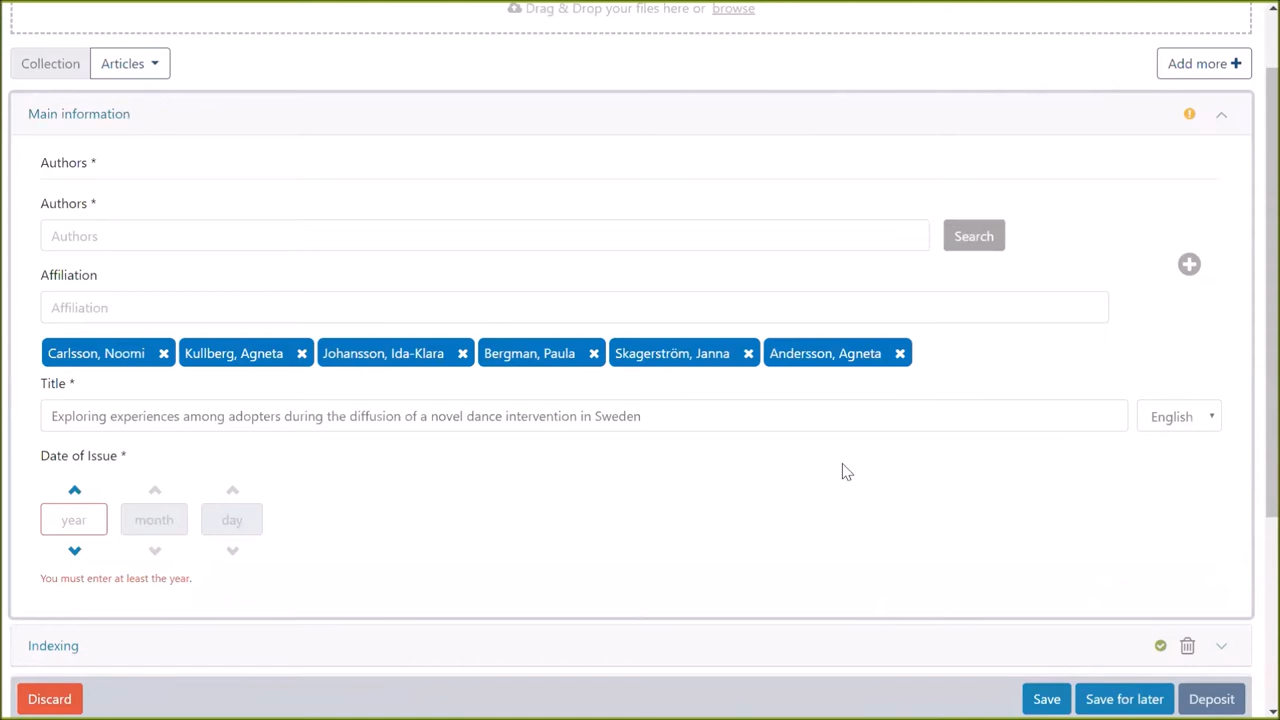 Drag & Drop your files here or browse
Collection Articles Add more
Main information
Authors *
Authors *
Authors Search
Affiliation
Affiliation
Carlsson, Noomi Kullberg, Agneta Johansson, Ida-Klara Bergman, Paula Skagerström, Janna Andersson, Agneta
Title *
Exploring experiences among adopters during the diffusion of a novel dance intervention in Sweden English
Date of Issue *
year month day
You must enter at least the year.
Indexing
Discard Save Save for later Deposit